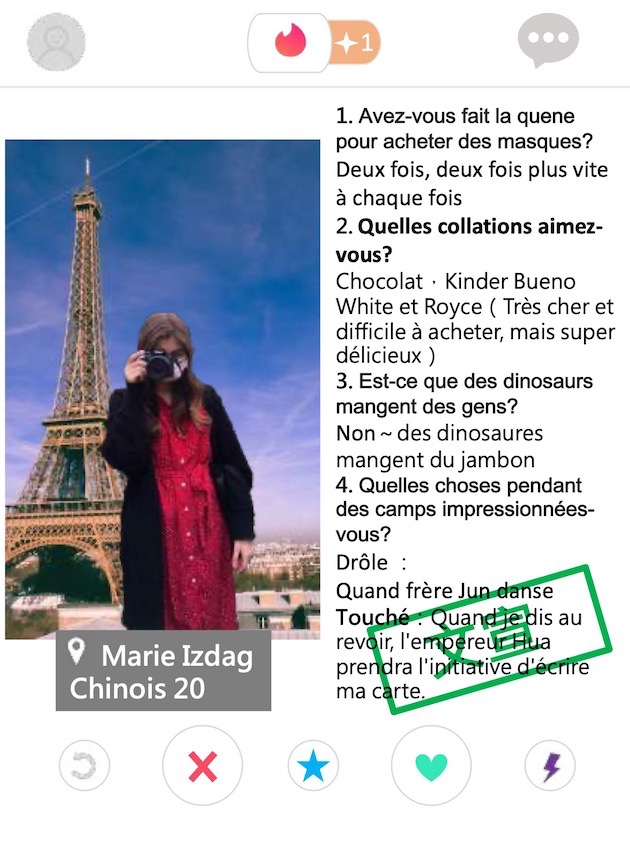 1
1. Avez-vous fait la quene
pour acheter des masques?
Deux fois, deux fois plus vite
à chaque fois
2. Quelles collations aimez-
vous?
Chocolat · Kinder Bueno
White et Royce ( Très cher et
difficile à acheter, mais super
délicieux )
3. Est-ce que des dinosaurs
mangent des gens?
Non ~ des dinosaures
mangent du jambon
4. Quelles choses pendant
des camps impressionnées-
vous?
Drôle :
Quand frère Jun danse
Touché : Quand je dis au
revoir, l'empereur Hua
prendra l'initiative d'écrire
ma carte.
文富
Marie Izdag
Chinois 20